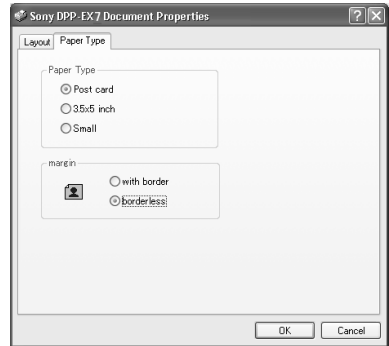 Sony DPP-EX7 Document Properties
Layout
Paper Type
Paper Type
Post card
3.5x5 inch
Small
margin
with border
borderless
OK
Cancel